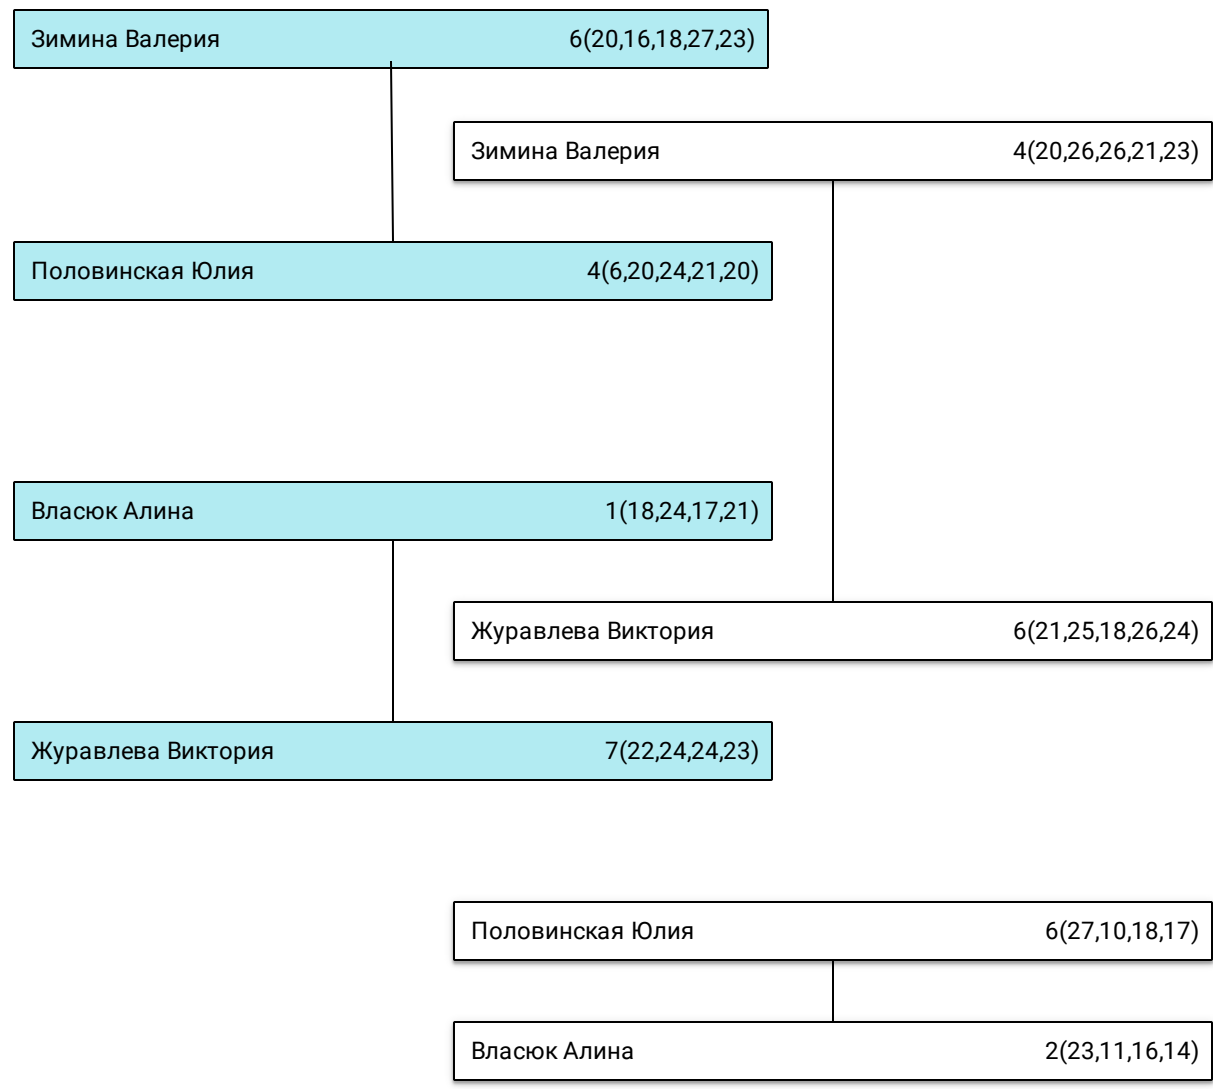 Зимина Валерия 6(20,16,18,27,23)
Зимина Валерия 4(20,26,26,21,23)
Половинская Юлия 4(6,20,24,21,20)
Власюк Алина 1(18,24,17,21)
Журавлева Виктория 6(21,25,18,26,24)
Журавлева Виктория 7(22,24,24,23)
Половинская Юлия 6(27,10,18,17)
Власюк Алина 2(23,11,16,14)